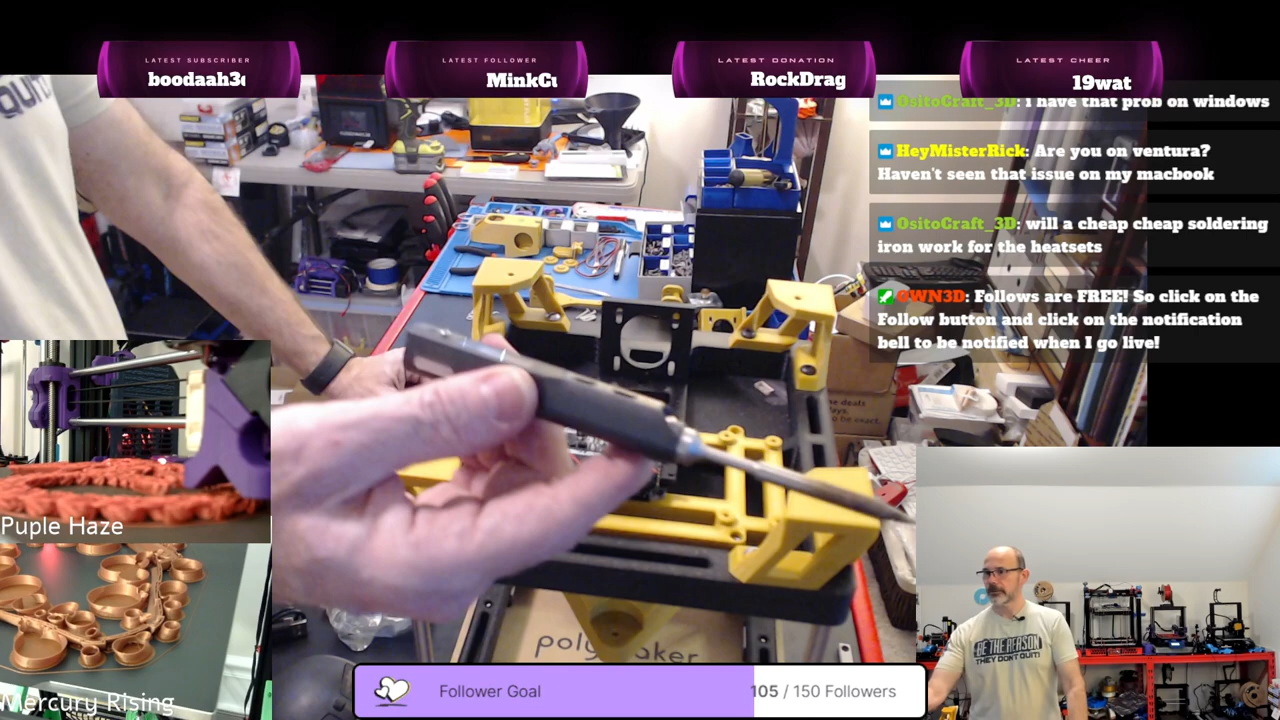 LATEST SUBSCRIBER
boodaah3
LATEST FOLLOWER
MinkC
LATEST DONATION
RockDrag
LATEST CHEER
19wat
OsitoCraft_3D: i have that prob on windows
HeyMisterRick: Are you on ventura?
Haven't seen that issue on my macbook
OsitoCraft_3D: will a cheap cheap soldering
iron work for the heatsets
OWN3D: Follows are FREE! So click on the
Follow button and click on the notification
bell to be notified when I go live!
Puple Haze
Mercury Rising
BE THE REASON
THEY DON'T QUIT!
Follower Goal
105 / 150 Followers